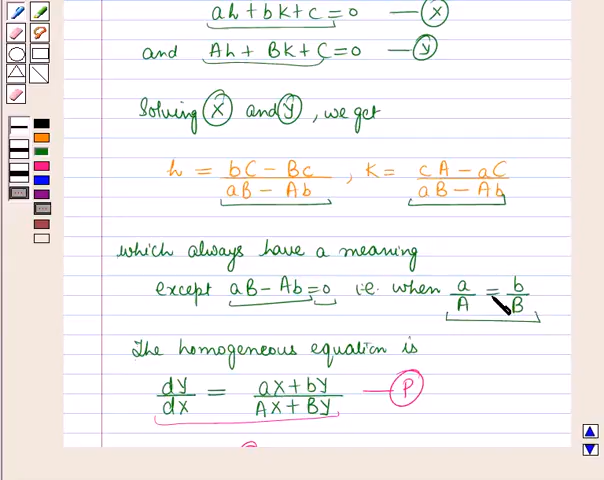 ah + bk + c = 0 — X
and Ah + BK + C = 0 — y
Solving X and y, we get
h = bC - Bc / aB - Ab , K = cA - aC / aB - Ab
which always have a meaning
except aB - Ab = 0 i.e. when a/A = b/B
The homogeneous equation is
dY/dX = aX + bY / AX + BY — P